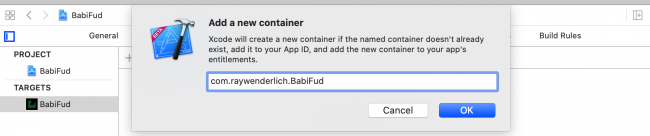 BabiFud
General
Build Rules
PROJECT
BabiFud
TARGETS
BabiFud
Add a new container
Xcode will create a new container if the named container doesn't already
exist, add it to your App ID, and add the new container to your app's
entitlements.
com.raywenderlich.BabiFud
Cancel
OK